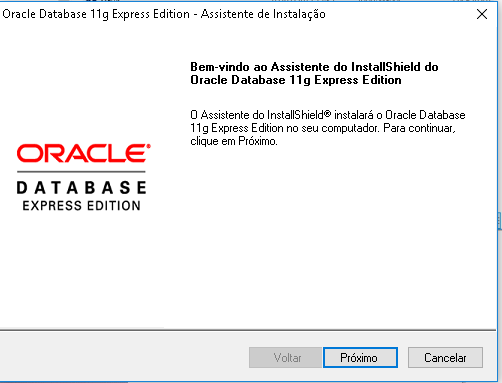 Oracle Database 11g Express Edition - Assistente de Instalação
Bem-vindo ao Assistente do InstallShield do
Oracle Database 11g Express Edition
O Assistente do InstallShield® instalará o Oracle Database
11g Express Edition no seu computador. Para continuar,
clique em Próximo.
ORACLE®
DATABASE
EXPRESS EDITION
Voltar
Próximo
Cancelar